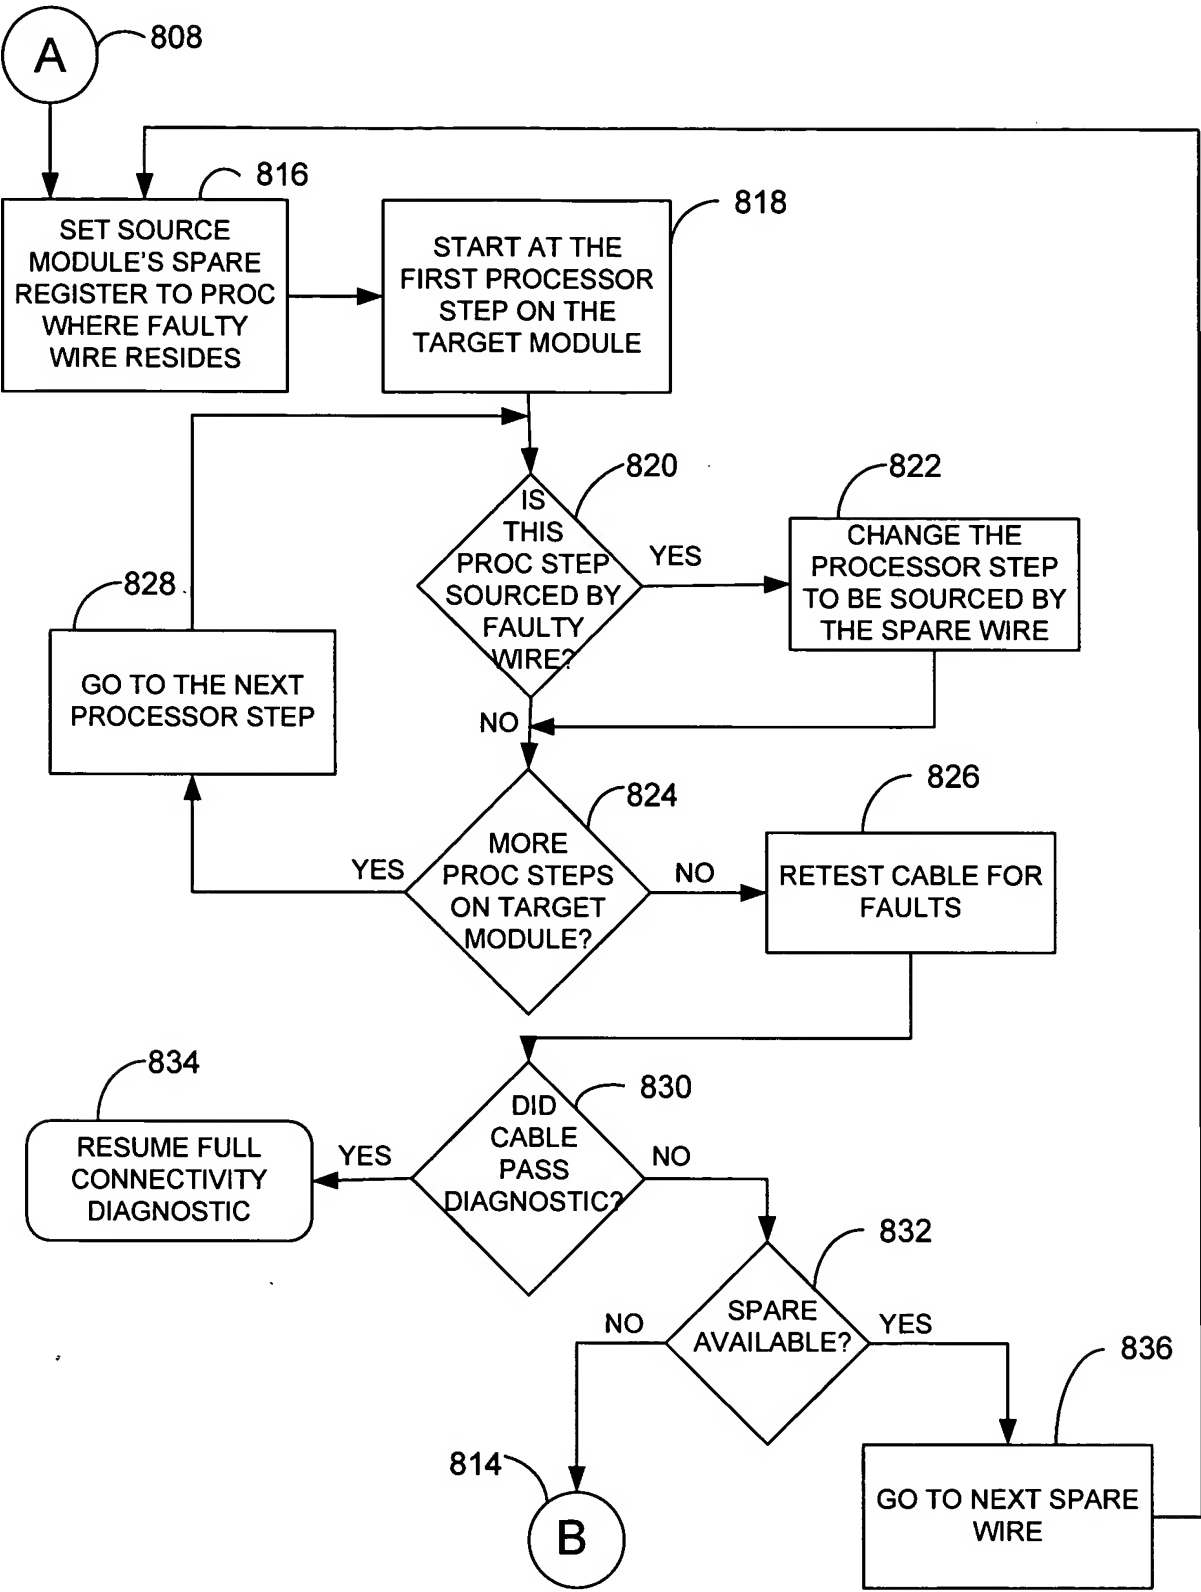 A
808
816
SET SOURCE
MODULE'S SPARE
REGISTER TO PROC
WHERE FAULTY
WIRE RESIDES
818
START AT THE
FIRST PROCESSOR
STEP ON THE
TARGET MODULE
820
IS
THIS
PROC STEP
SOURCED BY
FAULTY
WIRE?
YES
822
CHANGE THE
PROCESSOR STEP
TO BE SOURCED BY
THE SPARE WIRE
828
GO TO THE NEXT
PROCESSOR STEP
NO
824
MORE
PROC STEPS
ON TARGET
MODULE?
YES
NO
826
RETEST CABLE FOR
FAULTS
834
RESUME FULL
CONNECTIVITY
DIAGNOSTIC
YES
830
DID
CABLE
PASS
DIAGNOSTIC?
NO
832
SPARE
AVAILABLE?
NO
YES
836
GO TO NEXT SPARE
WIRE
814
B